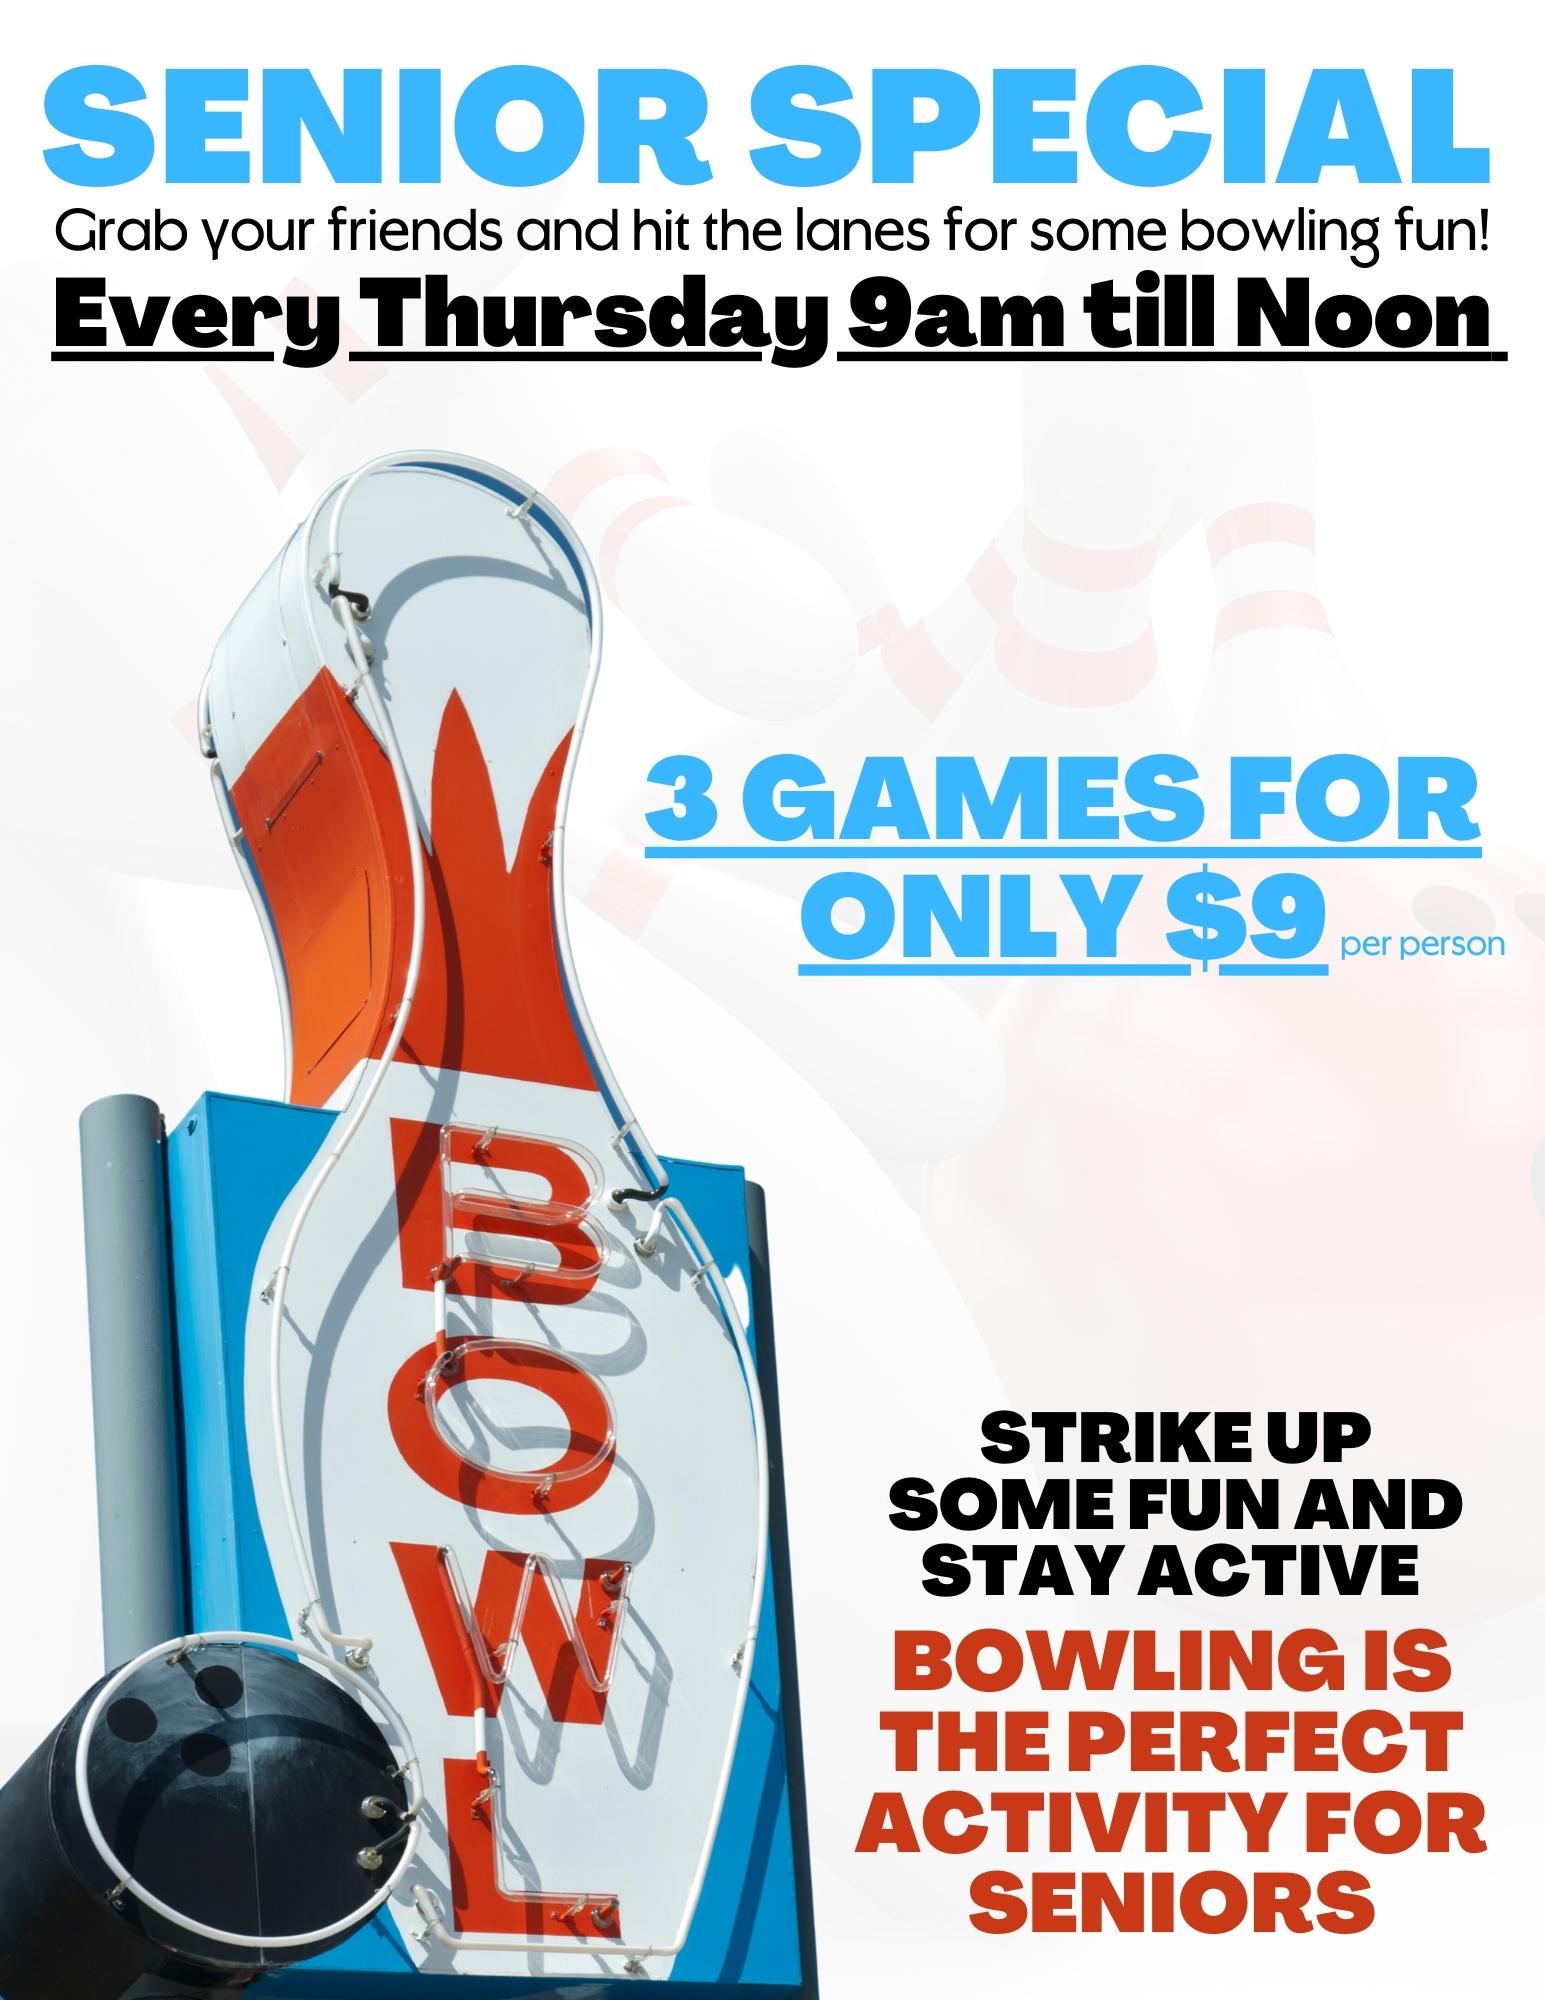 SENIOR SPECIAL
Grab your friends and hit the lanes for some bowling fun!
Every Thursday 9am till Noon
3 GAMES FOR
ONLY $9 per person
BOWL
STRIKE UP
SOME FUN AND
STAY ACTIVE
BOWLING IS
THE PERFECT
ACTIVITY FOR
SENIORS